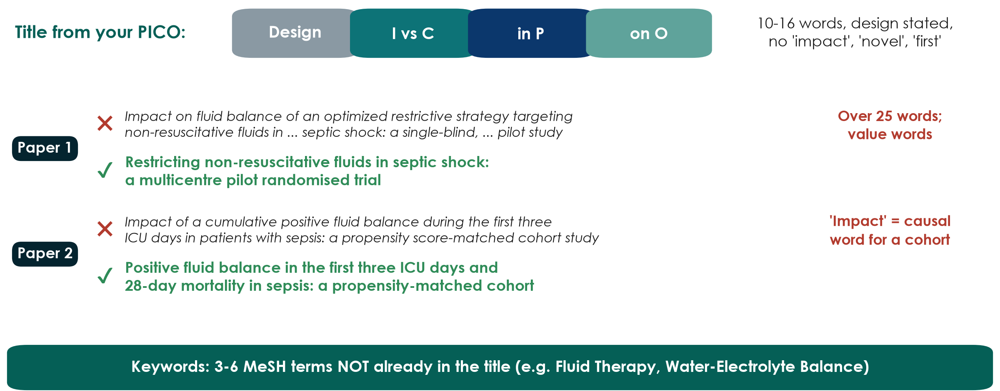 Title from your PICO:
Design
I vs C
in P
on O
10-16 words, design stated,
no 'impact', 'novel', 'first'
Paper 1
✕ Impact on fluid balance of an optimized restrictive strategy targeting
non-resuscitative fluids in ... septic shock: a single-blind, ... pilot study
Over 25 words;
value words
✓ Restricting non-resuscitative fluids in septic shock:
a multicentre pilot randomised trial
Paper 2
✕ Impact of a cumulative positive fluid balance during the first three
ICU days in patients with sepsis: a propensity score-matched cohort study
'Impact' = causal
word for a cohort
✓ Positive fluid balance in the first three ICU days and
28-day mortality in sepsis: a propensity-matched cohort
Keywords: 3-6 MeSH terms NOT already in the title (e.g. Fluid Therapy, Water-Electrolyte Balance)